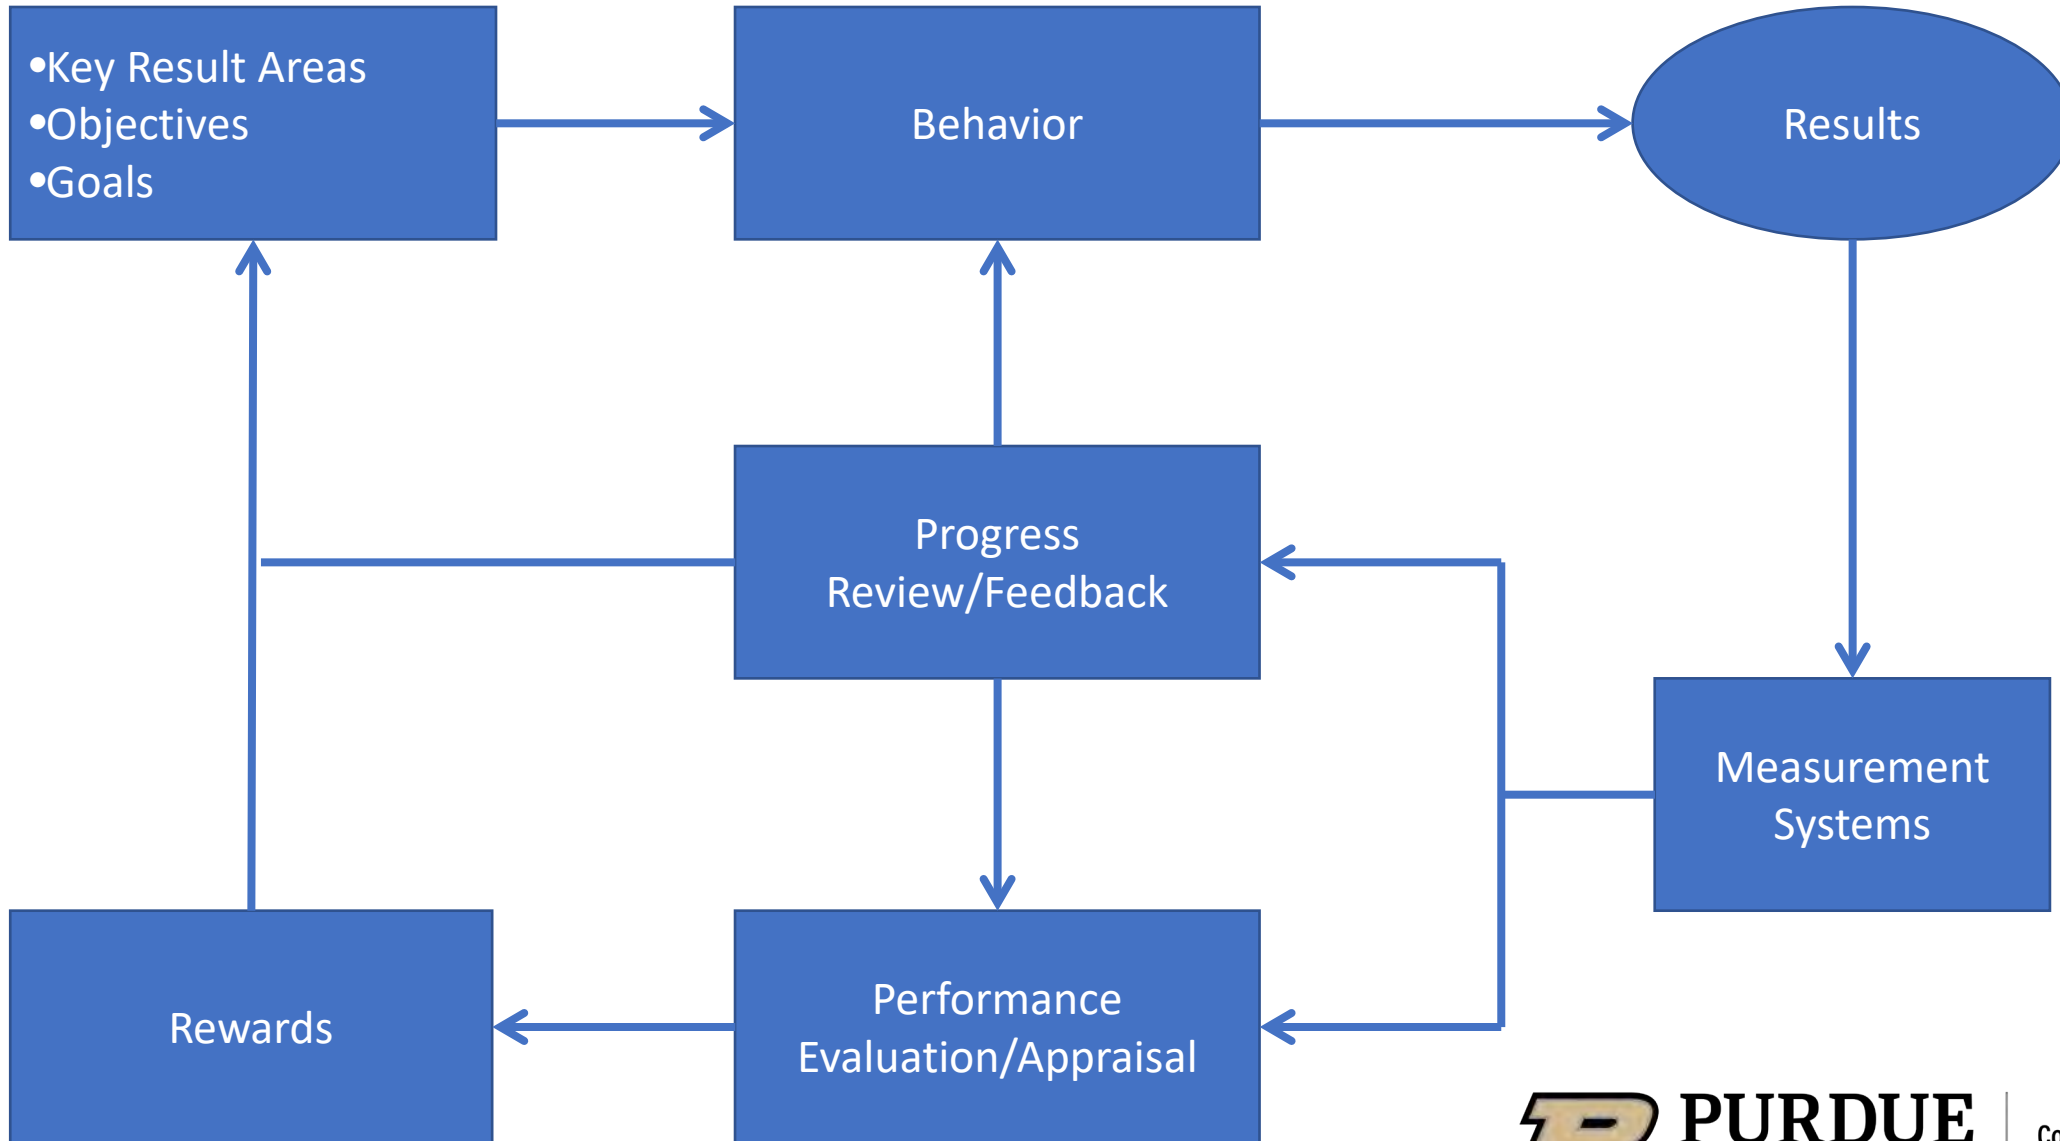 •Key Result Areas
•Objectives
•Goals
Behavior
Results
Progress
Review/Feedback
Measurement
Systems
Rewards
Performance
Evaluation/Appraisal
PURDUE